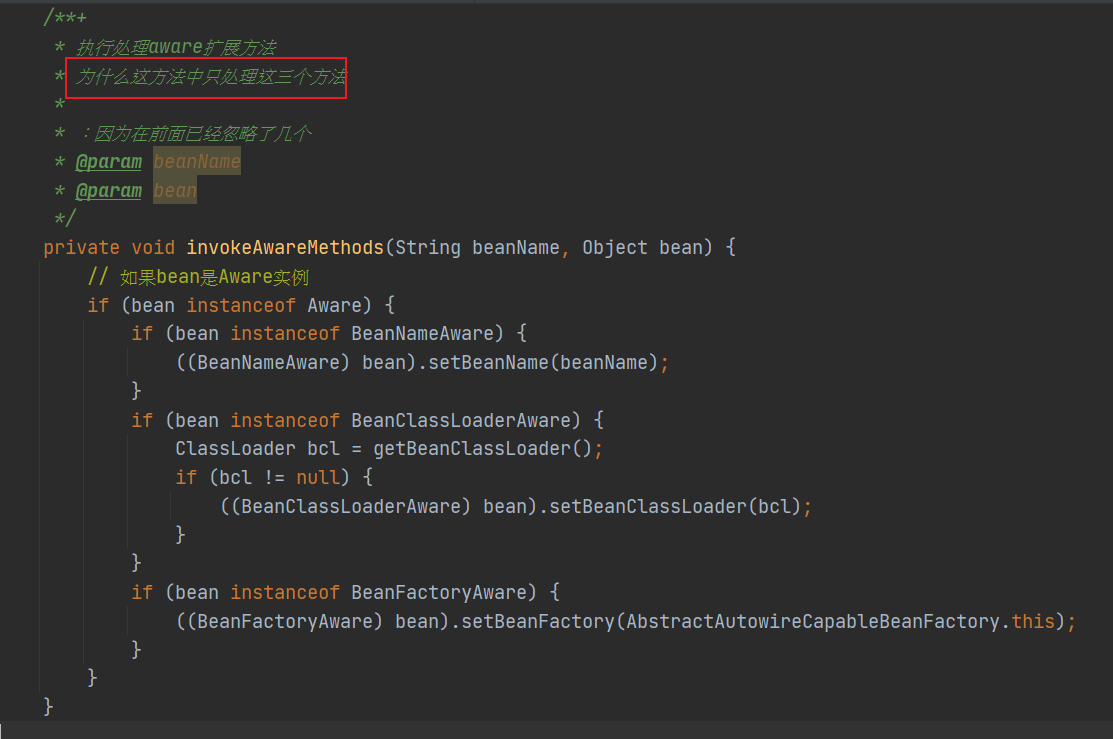 /**+
* 执行处理aware扩展方法
* 为什么这方法中只处理这三个方法
*
* ：因为在前面已经忽略了几个
* @param beanName
* @param bean
*/
private void invokeAwareMethods(String beanName, Object bean) {
// 如果bean是Aware实例
if (bean instanceof Aware) {
if (bean instanceof BeanNameAware) {
((BeanNameAware) bean).setBeanName(beanName);
}
if (bean instanceof BeanClassLoaderAware) {
ClassLoader bcl = getBeanClassLoader();
if (bcl != null) {
((BeanClassLoaderAware) bean).setBeanClassLoader(bcl);
}
}
if (bean instanceof BeanFactoryAware) {
((BeanFactoryAware) bean).setBeanFactory(AbstractAutowireCapableBeanFactory.this);
}
}
}